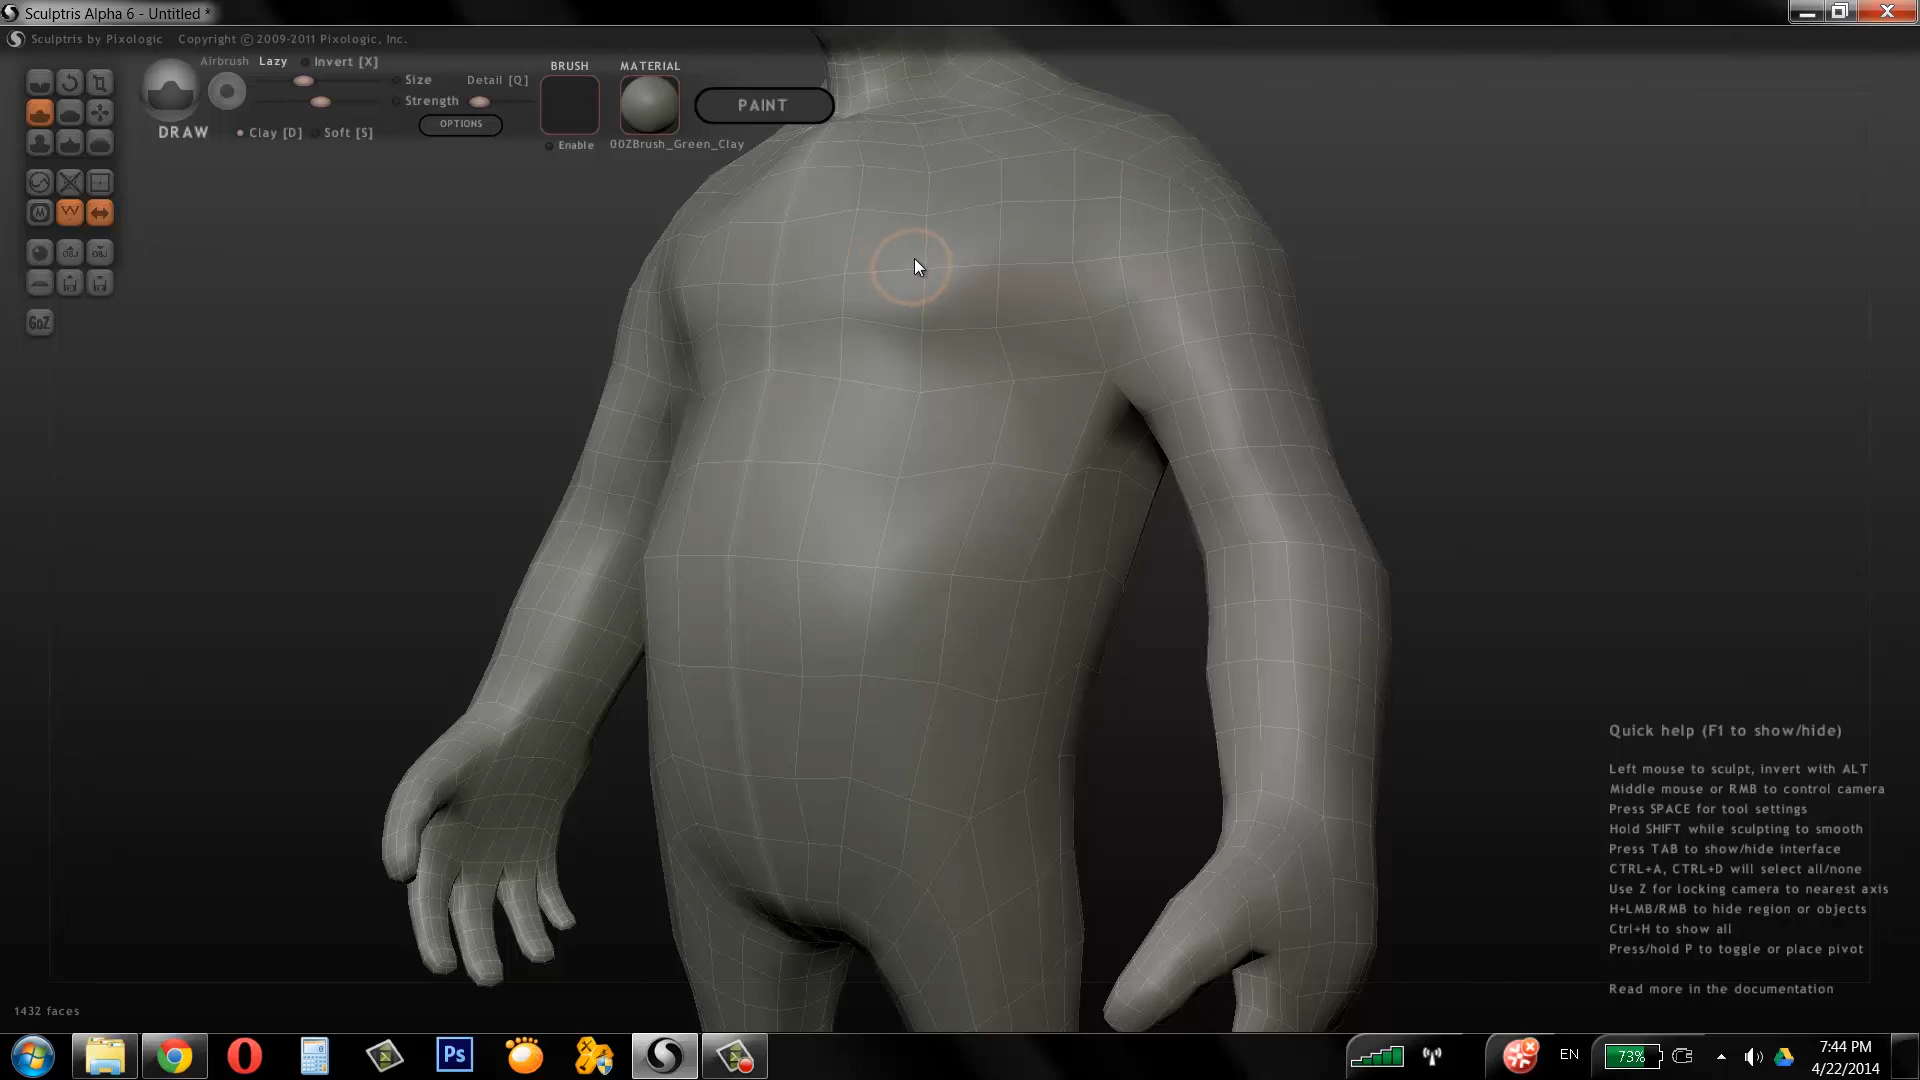 Sculptris Alpha 6 - Untitled *
Sculptris by Pixologic Copyright © 2009-2011 Pixologic, Inc.
Airbrush Lazy Invert [X]
Size Detail [Q]
Strength
DRAW
Clay [D] Soft [S]
OPTIONS
BRUSH
Enable
MATERIAL
00ZBrush_Green_Clay
PAINT
OBJ OBJ
GoZ
Quick help (F1 to show/hide)
Left mouse to sculpt, invert with ALT
Middle mouse or RMB to control camera
Press SPACE for tool settings
Hold SHIFT while sculpting to smooth
Press TAB to show/hide interface
CTRL+A, CTRL+D will select all/none
Use Z for locking camera to nearest axis
H+LMB/RMB to hide region or objects
Ctrl+H to show all
Press/hold P to toggle or place pivot
Read more in the documentation
1432 faces
Ps
EN
73%
7:44 PM
4/22/2014